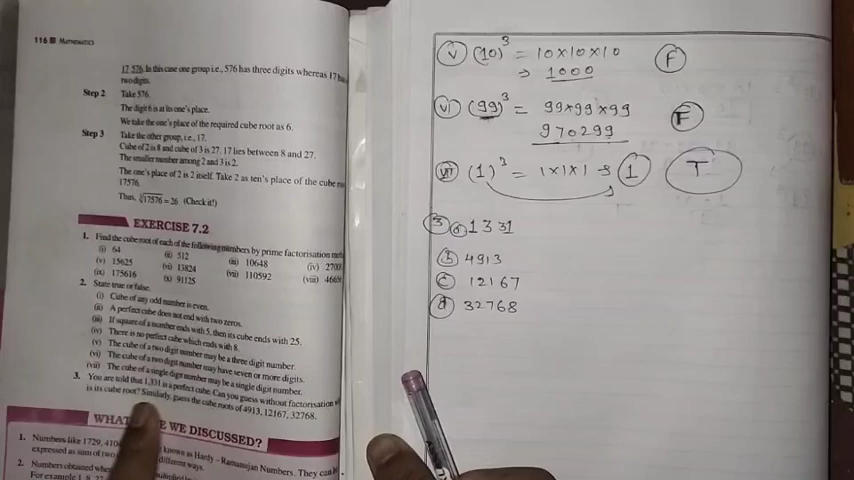 116 MATHEMATICS
17 576. In this case one group i.e., 576 has three digits whereas 17 has
two digits.
Step 2 Take 576.
The digit 6 is at its one's place.
We take the one's place of the required cube root as 6.
Step 3 Take the other group, i.e., 17.
Cube of 2 is 8 and cube of 3 is 27. 17 lies between 8 and 27.
The smaller number among 2 and 3 is 2.
The one's place of 2 is 2 itself. Take 2 as ten's place of the cube
17576.
Thus, ∛17576 = 26 (Check it!)
EXERCISE 7.2
1. Find the cube root of each of the following numbers by prime factorisation
(i) 64 (ii) 512 (iii) 10648 (iv) 27000
(v) 15625 (vi) 13824 (vii) 110592 (viii) 46656
(ix) 175616 (x) 91125
2. State true or false.
(i) Cube of any odd number is even.
(ii) A perfect cube does not end with two zeros.
(iii) If square of a number ends with 5, then its cube ends with 25.
(iv) There is no perfect cube which ends with 8.
(v) The cube of a two digit number may be a three digit number.
(vi) The cube of a two digit number may have seven or more digits.
(vii) The cube of a single digit number may be a single digit number.
3. You are told that 1,331 is a perfect cube. Can you guess without factorisation
is its cube root? Similarly, guess the cube roots of 4913, 12167, 32768.
WHAT WE DISCUSSED?
1. Numbers like 1729, known as Hardy – Ramanujan Numbers. They can
expressed as sum of two different ways.
2. Numbers obtained
For example
(v) (10)³ = 10×10×10 (F)
⇒ 1000
(vi) (99)³ = 99×99×99 (F)
970299
(vii) (1)³ = 1×1×1 ⇒ (1) (T)
(3) (a) 1331
(b) 4913
(c) 12167
(d) 32768